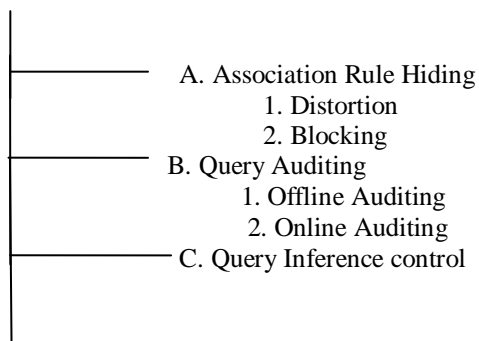 A. Association Rule Hiding
1. Distortion
2. Blocking
B. Query Auditing
1. Offline Auditing
2. Online Auditing
C. Query Inference control